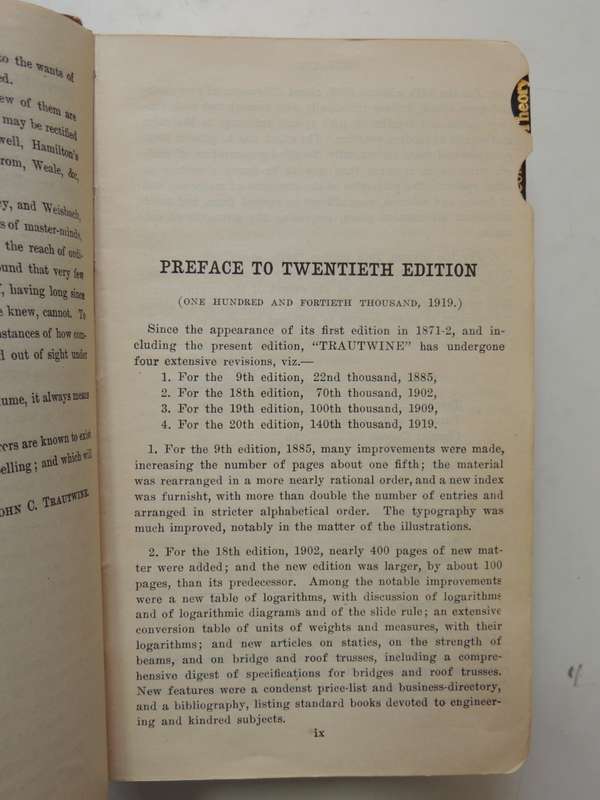 to the wants of
ed.
ew of them are
may be rectified
well, Hamilton's
rom, Weale, &c,
ey, and Weisbach,
s of master-minds,
the reach of ordi-
ound that very few
having long since
e knew, cannot. To
nstances of how com-
d out of sight under
ume, it always means
rers are known to exist
pelling; and which will
OHN C. TRAUTWINE
Theory
PREFACE TO TWENTIETH EDITION
(ONE HUNDRED AND FORTIETH THOUSAND, 1919.)
Since the appearance of its first edition in 1871-2, and in-
cluding the present edition, "TRAUTWINE" has undergone
four extensive revisions, viz.—
1. For the 9th edition, 22nd thousand, 1885,
2. For the 18th edition, 70th thousand, 1902,
3. For the 19th edition, 100th thousand, 1909,
4. For the 20th edition, 140th thousand, 1919.
1. For the 9th edition, 1885, many improvements were made,
increasing the number of pages about one fifth; the material
was rearranged in a more nearly rational order, and a new index
was furnisht, with more than double the number of entries and
arranged in stricter alphabetical order. The typography was
much improved, notably in the matter of the illustrations.
2. For the 18th edition, 1902, nearly 400 pages of new mat-
ter were added; and the new edition was larger, by about 100
pages, than its predecessor. Among the notable improvements
were a new table of logarithms, with discussion of logarithms
and of logarithmic diagrams and of the slide rule; an extensive
conversion table of units of weights and measures, with their
logarithms; and new articles on statics, on the strength of
beams, and on bridge and roof trusses, including a compre-
hensive digest of specifications for bridges and roof trusses.
New features were a condenst price-list and business-directory,
and a bibliography, listing standard books devoted to engineer-
ing and kindred subjects.
ix